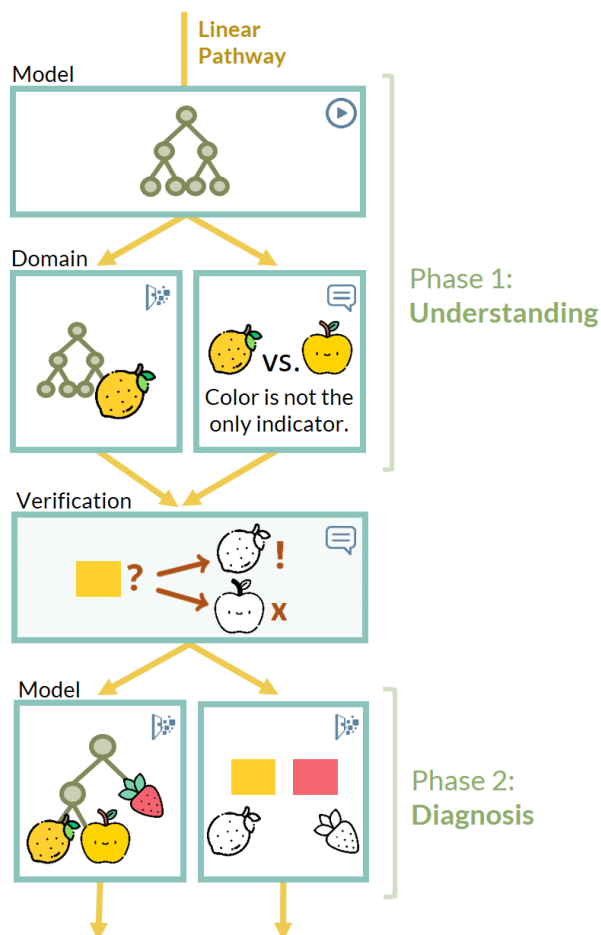 Linear
Pathway
Model
Domain
Phase 1:
Understanding
vs.
Color is not the
only indicator.
Verification
? !
x
Model
Phase 2:
Diagnosis